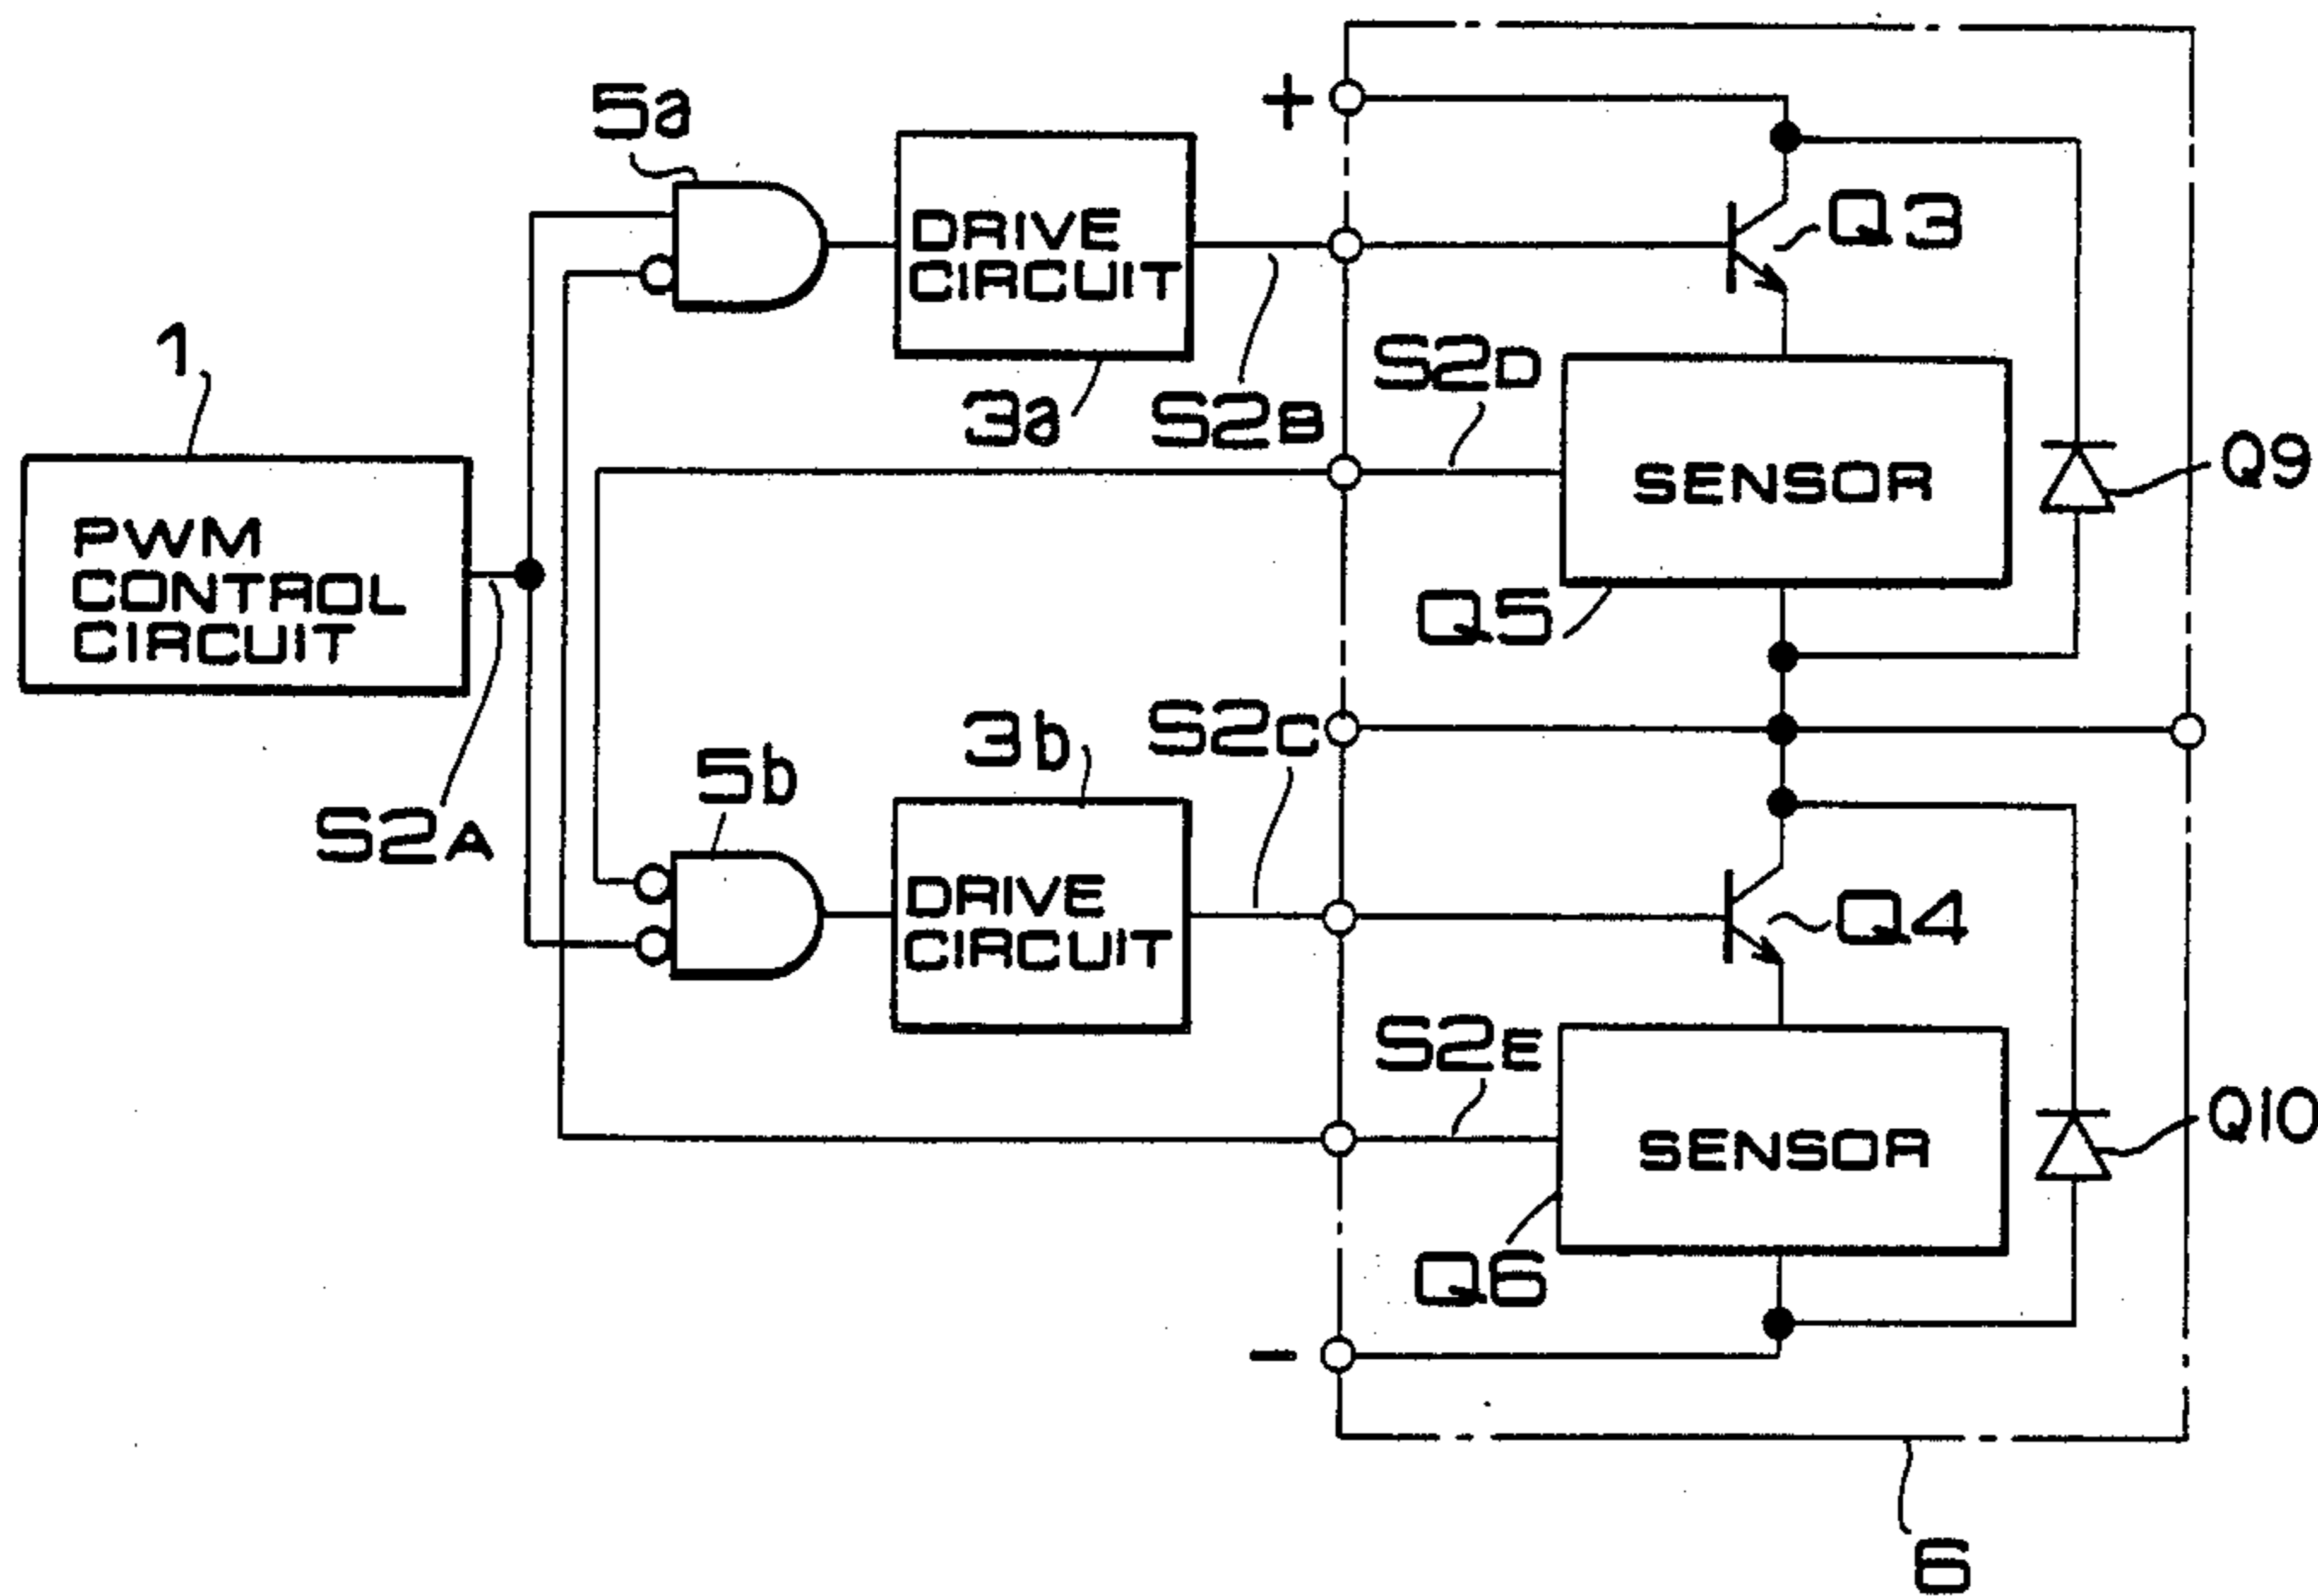 5a
+
DRIVE
CIRCUIT
Q3
1
3a
S2B
S2D
SENSOR
Q9
PWM
CONTROL
CIRCUIT
Q5
S2A
5b
3b
S2C
DRIVE
CIRCUIT
Q4
S2E
SENSOR
Q10
Q6
-
6